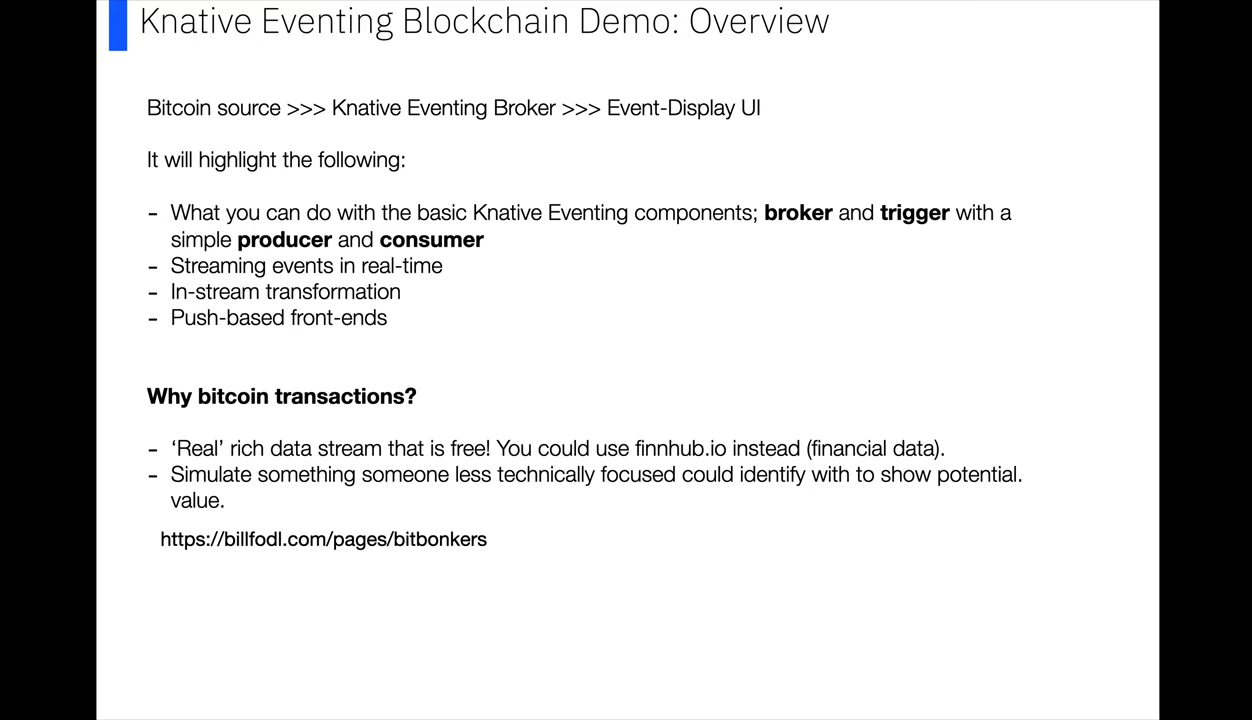 Knative Eventing Blockchain Demo: Overview
Bitcoin source >>> Knative Eventing Broker >>> Event-Display UI
It will highlight the following:
- What you can do with the basic Knative Eventing components; broker and trigger with a
simple producer and consumer
- Streaming events in real-time
- In-stream transformation
- Push-based front-ends
Why bitcoin transactions?
- ‘Real’ rich data stream that is free! You could use finnhub.io instead (financial data).
- Simulate something someone less technically focused could identify with to show potential.
value.
https://billfodl.com/pages/bitbonkers